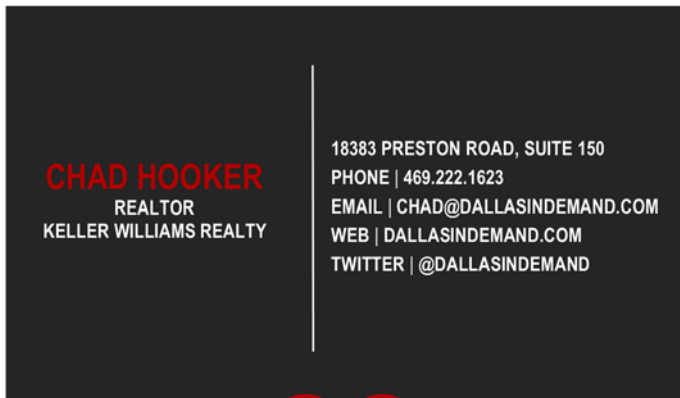 CHAD HOOKER
REALTOR
KELLER WILLIAMS REALTY
18383 PRESTON ROAD, SUITE 150
PHONE | 469.222.1623
EMAIL | CHAD@DALLASINDEMAND.COM
WEB | DALLASINDEMAND.COM
TWITTER | @DALLASINDEMAND